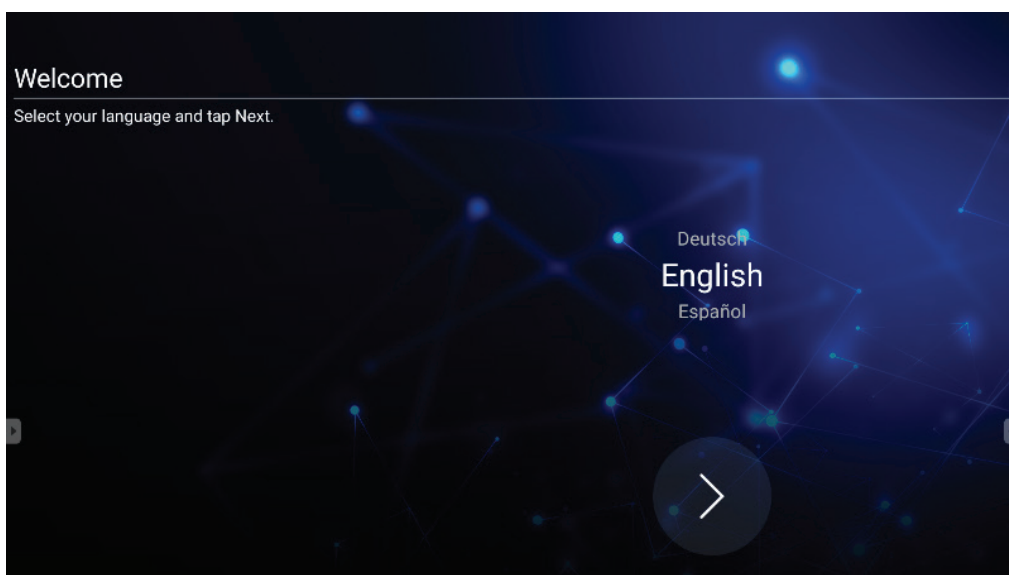 Welcome
Select your language and tap Next.
Deutsch
English
Español